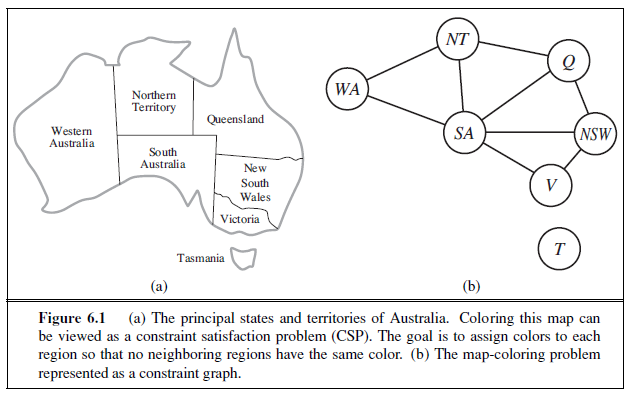 Northern
Territory
Western
Australia
Queensland
South
Australia
New
South
Wales
Victoria
Tasmania
(a)
NT
Q
WA
SA
NSW
V
T
(b)
Figure 6.1 (a) The principal states and territories of Australia. Coloring this map can
be viewed as a constraint satisfaction problem (CSP). The goal is to assign colors to each
region so that no neighboring regions have the same color. (b) The map-coloring problem
represented as a constraint graph.